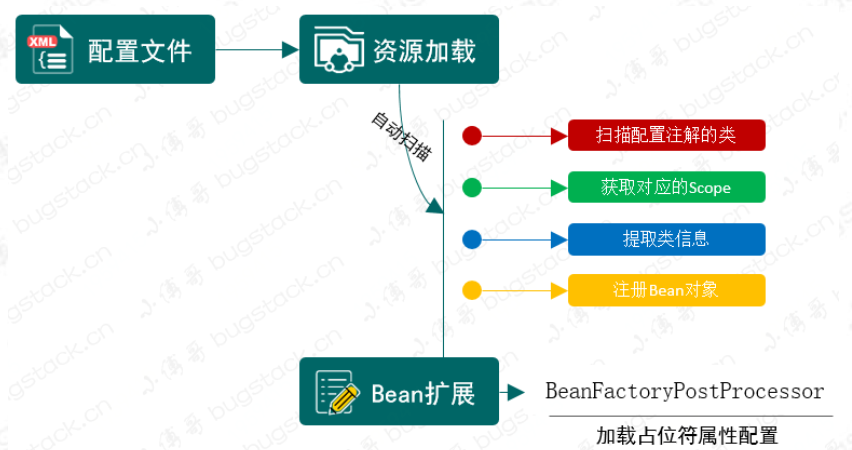 XML
配置文件
资源加载
自动扫描
扫描配置注解的类
获取对应的Scope
提取类信息
注册Bean对象
Bean扩展
BeanFactoryPostProcessor
加载占位符属性配置
小傅哥 bugstack.cn